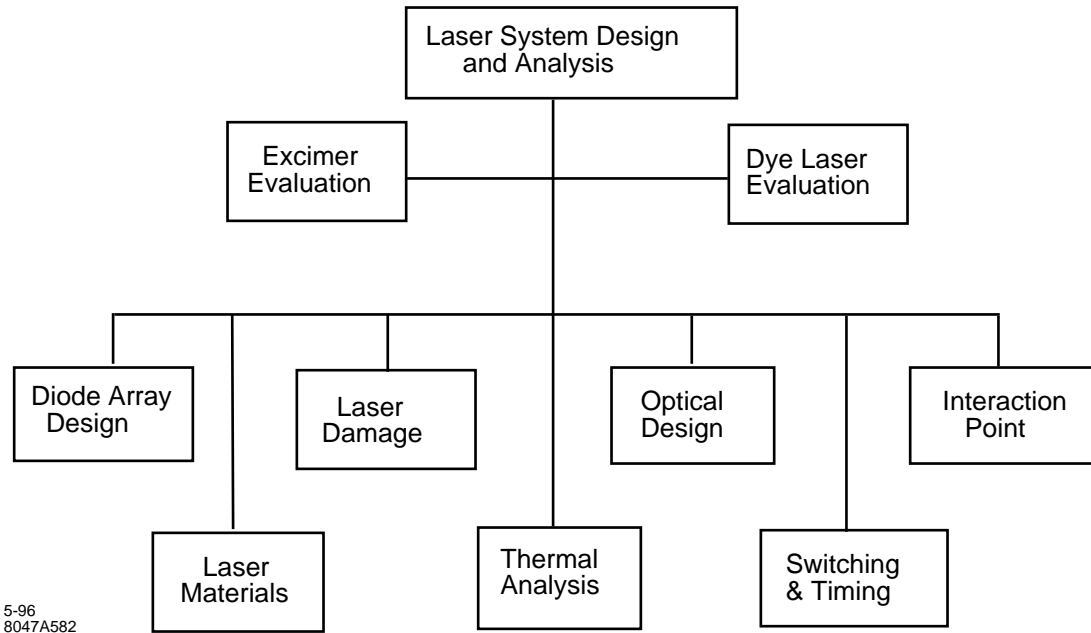 Laser System Design
and Analysis
Excimer
Evaluation
Dye Laser
Evaluation
Diode Array
Design
Laser
Damage
Optical
Design
Interaction
Point
Laser
Materials
Thermal
Analysis
Switching
& Timing
5-96
8047A582